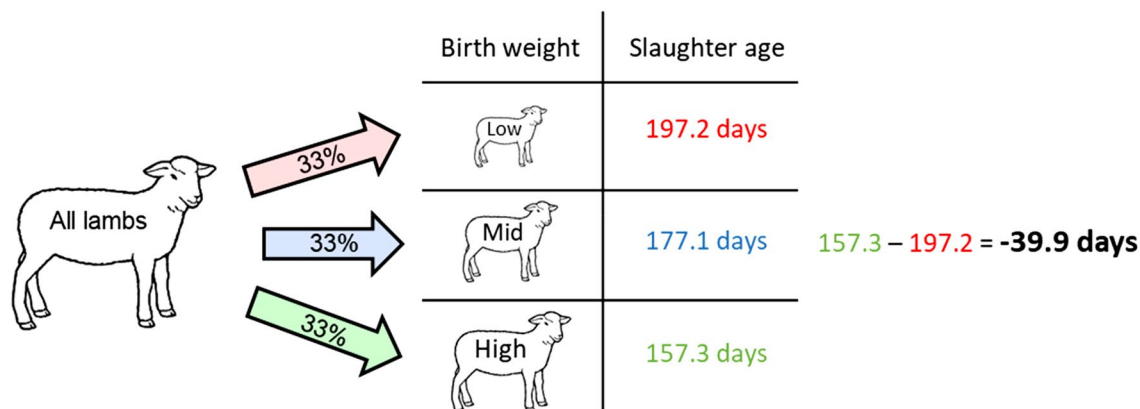 Birth weight
Slaughter age
33%
Low
197.2 days
All lambs
33%
Mid
177.1 days
157.3 – 197.2 = -39.9 days
33%
High
157.3 days